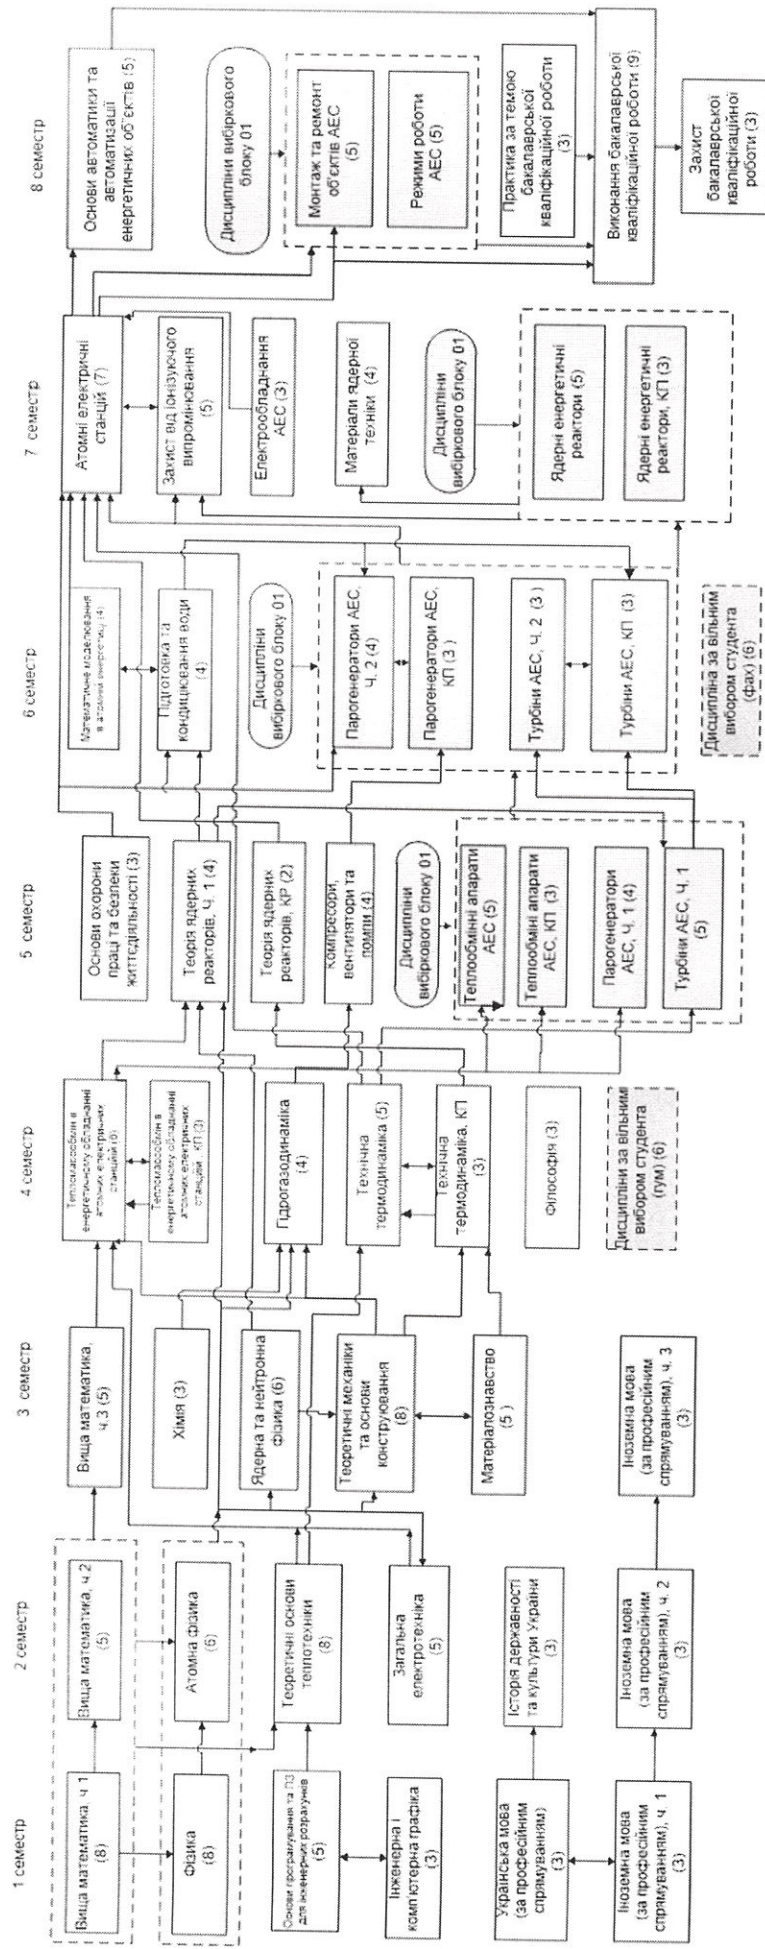 1 семестр
Вища математика, ч. 1
(8)
Фізика
(8)
Основи програмування та ПЗ
для інженерних розрахунків
(5)
Інженерна і
комп'ютерна графіка
(3)
Українська мова
(за професійним
спрямуванням)
(3)
Іноземна мова
(за професійним
спрямуванням), ч. 1
(3)
2 семестр
Вища математика, ч.2
(5)
Атомна фізика
(6)
Теоретичні основи
теплотехніки
(8)
Загальна
електротехніка
(5)
Історія державності
та культури України
(3)
Іноземна мова
(за професійним
спрямуванням), ч. 2
(3)
3 семестр
Вища математика,
ч.3 (5)
Хімія (3)
Ядерна та нейтронна
фізика (6)
Теоретичні механіки
та основи
конструювання
(8)
Матеріалознавство
(5 )
Іноземна мова
(за професійним
спрямуванням), ч. 3
(3)
4 семестр
Тепломасообмін в
енергетичному обладнанні
атомних електричних
станцій (6)
Тепломасообмін в
енергетичному обладнанні
атомних електричних
станцій , КП (3)
Гідрогазодинаміка
(4)
Технічна
термодинаміка (5)
Технічна
термодинаміка, КП
(3)
Філософія (3)
Дисципліни за вільним
вибором студента
(гум) (6)
5 семестр
Основи охорони
праці та безпеки
життєдіяльності (3)
Теорія ядерних
реакторів, Ч. 1 (4)
Теорія ядерних
реакторів, КР (2)
Компресори,
вентилятори та
помпи (4)
Дисципліни
вибіркового блоку 01
Теплообмінні апарати
АЕС (5)
Теплообміні апарати
АЕС, КП (3)
Парогенератори
АЕС, Ч. 1 (4)
Турбіни АЕС, Ч. 1
(5)
6 семестр
Математичне моделювання
в атомній енергетиці (4)
Підготовка та
кондиціювання води
(4)
Дисципліни
вибіркового блоку 01
Парогенератори АЕС,
Ч. 2 (4)
Парогенератори АЕС,
КП (3 )
Турбіни АЕС, Ч. 2 (3 )
Турбіни АЕС, КП (3)
Дисципліна за вільним
вибором студента
(фах) (6)
7 семестр
Атомні електричні
станцій (7)
Захист від іонізуючого
випромінювання
(5)
Електрообладнання
АЕС (3)
Матеріали ядерної
техніки (4)
Дисципліни
вибіркового блоку 01
Ядерні енергетичні
реактори (5)
Ядерні енергетичні
реактори, КП (3)
8 семестр
Основи автоматики та
автоматизації
енергетичних об'єктів (5)
Дисципліни вибіркового
блоку 01
Монтаж та ремонт
об'єктів АЕС
(5)
Режими роботи
АЕС (5)
Практика за темою
бакалаврської
кваліфікаційної роботи
(3)
Виконання бакалаврської
кваліфікаційної роботи (9)
Захист
бакалаврської
кваліфікаційної
роботи (3)